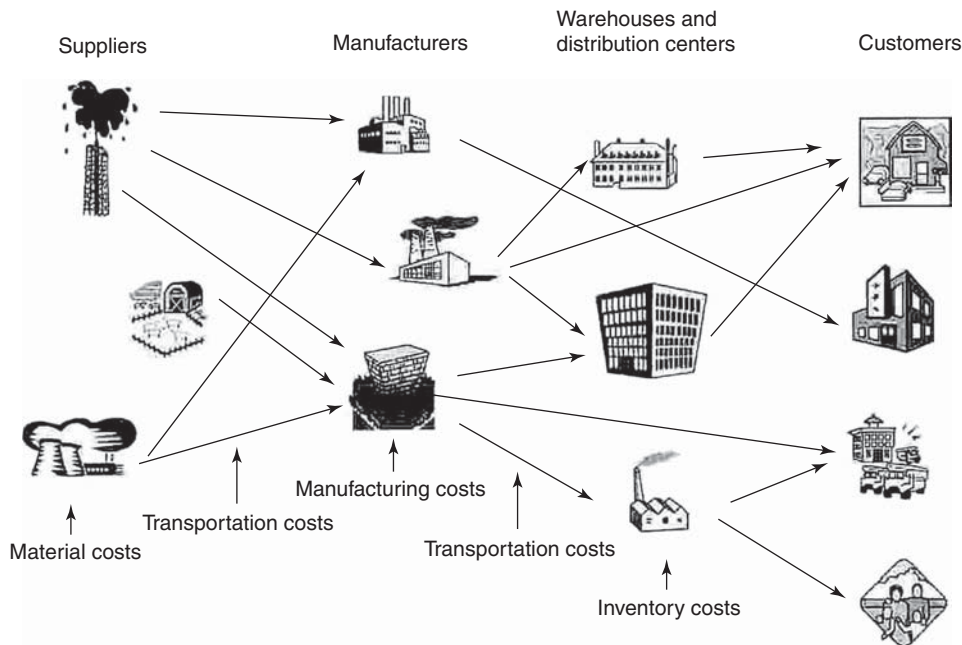 Suppliers
Manufacturers
Warehouses and
distribution centers
Customers
Material costs
Transportation costs
Manufacturing costs
Transportation costs
Inventory costs